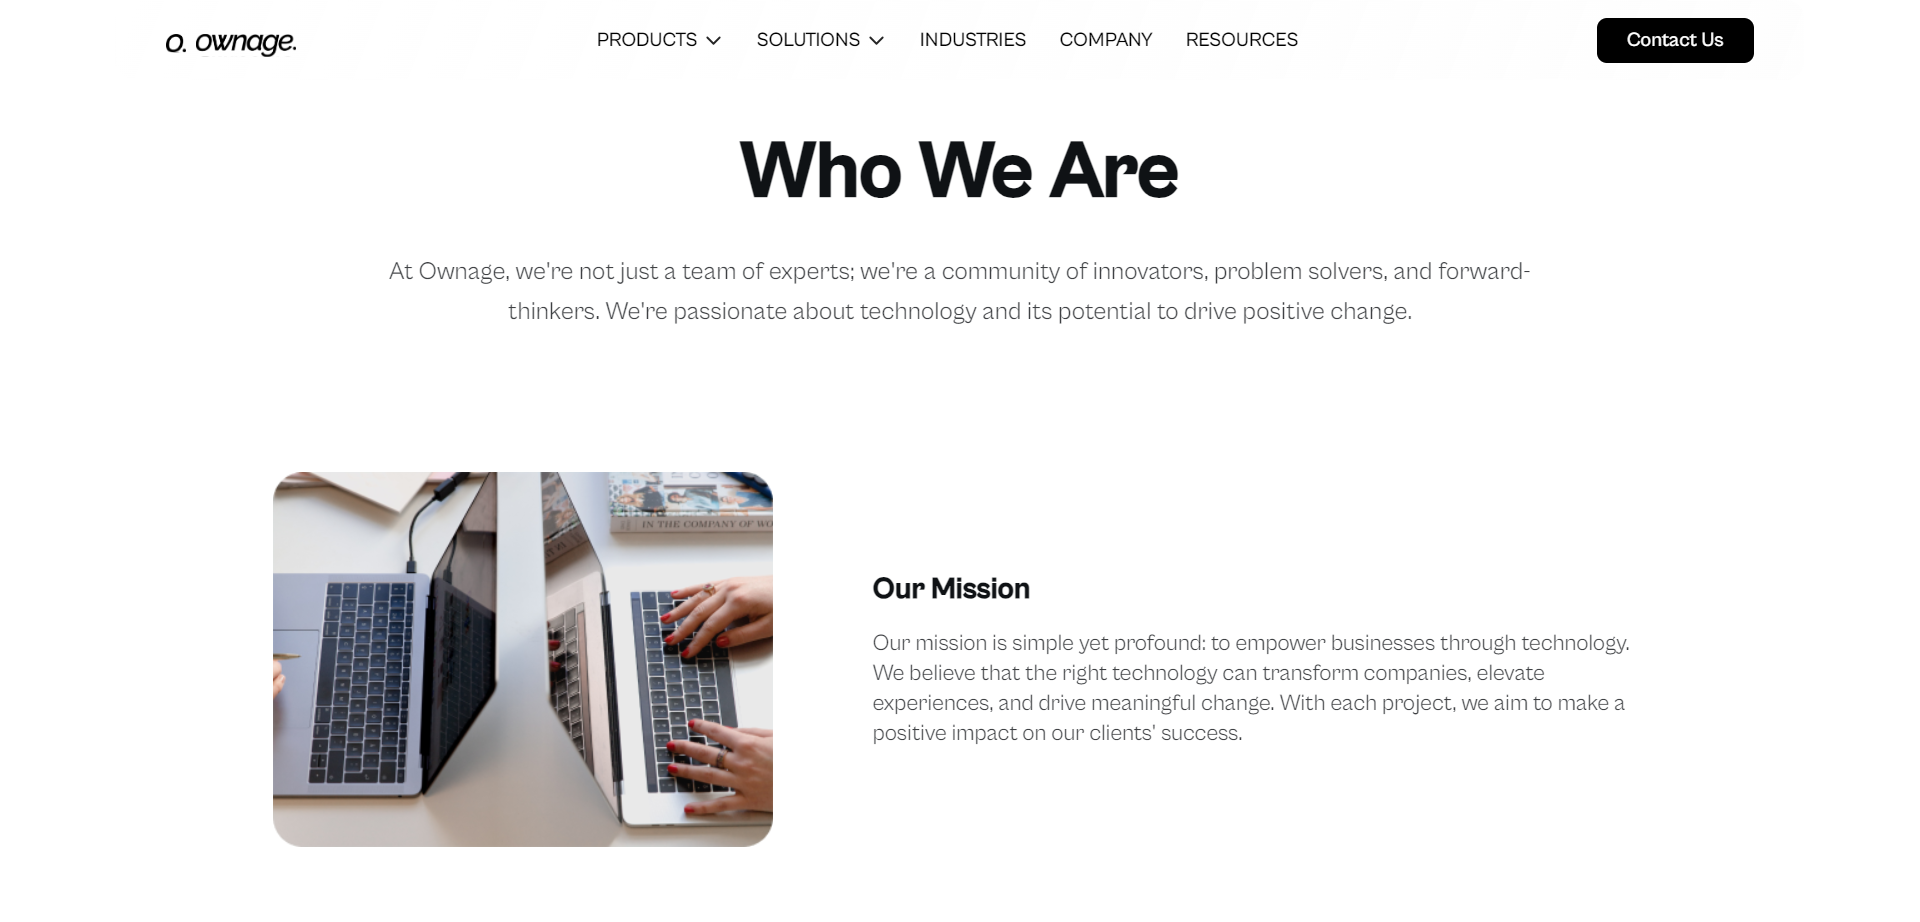 O. ownage.
PRODUCTS
SOLUTIONS
INDUSTRIES
COMPANY
RESOURCES
Contact Us
Who We Are
At Ownage, we're not just a team of experts; we're a community of innovators, problem solvers, and forward-
thinkers. We're passionate about technology and its potential to drive positive change.
IN THE COMPANY OF
Our Mission
Our mission is simple yet profound: to empower businesses through technology.
We believe that the right technology can transform companies, elevate
experiences, and drive meaningful change. With each project, we aim to make a
positive impact on our clients' success.